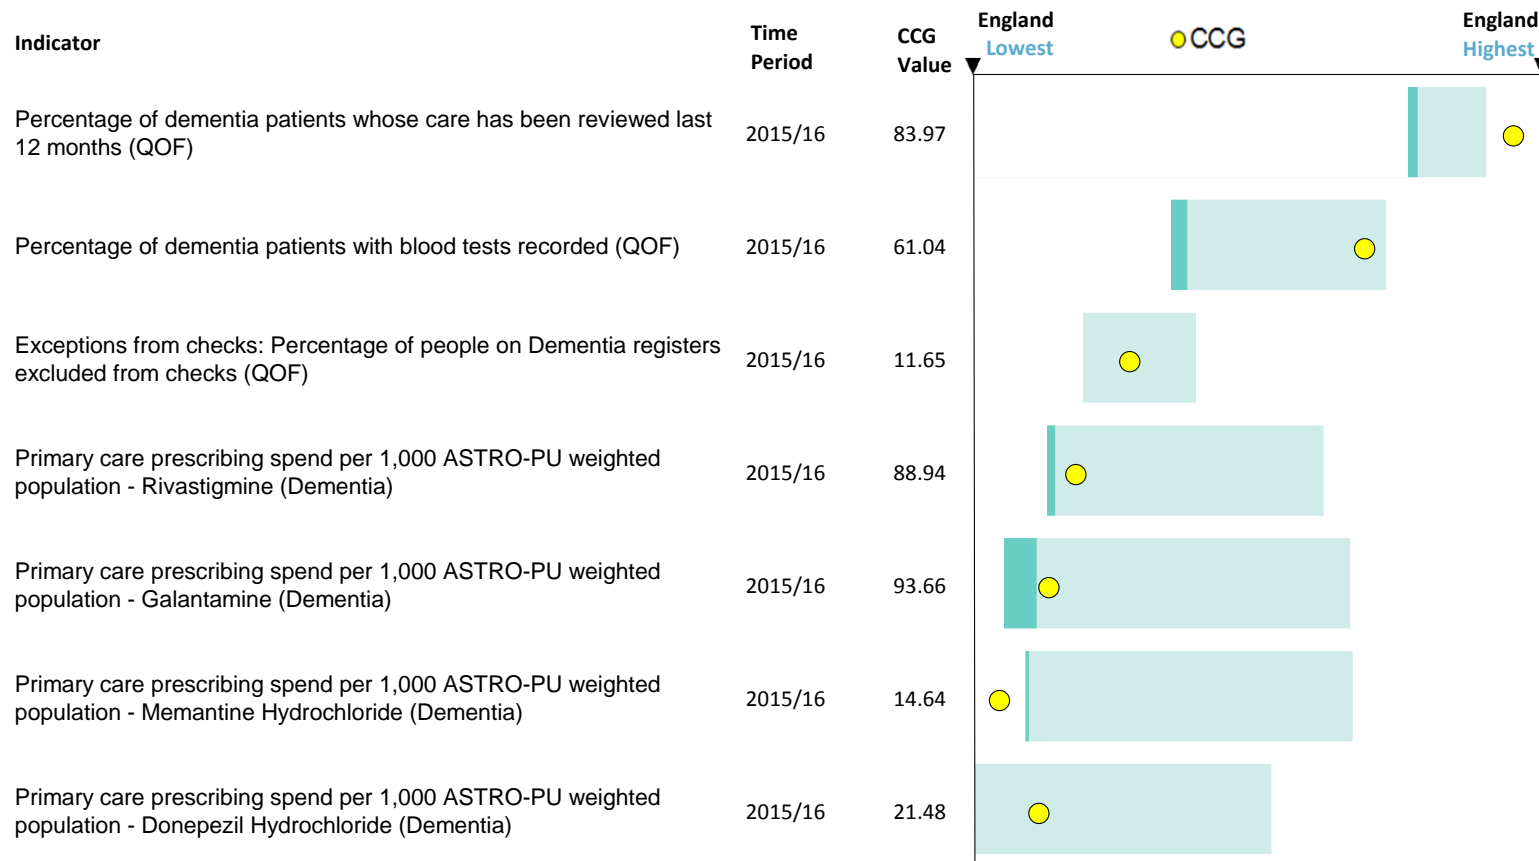 Indicator
Time Period
CCG Value
England Lowest
CCG
England Highest
Percentage of dementia patients whose care has been reviewed last
12 months (QOF)
2015/16
83.97
Percentage of dementia patients with blood tests recorded (QOF)
2015/16
61.04
Exceptions from checks: Percentage of people on Dementia registers
excluded from checks (QOF)
2015/16
11.65
Primary care prescribing spend per 1,000 ASTRO-PU weighted
population - Rivastigmine (Dementia)
2015/16
88.94
Primary care prescribing spend per 1,000 ASTRO-PU weighted
population - Galantamine (Dementia)
2015/16
93.66
Primary care prescribing spend per 1,000 ASTRO-PU weighted
population - Memantine Hydrochloride (Dementia)
2015/16
14.64
Primary care prescribing spend per 1,000 ASTRO-PU weighted
population - Donepezil Hydrochloride (Dementia)
2015/16
21.48